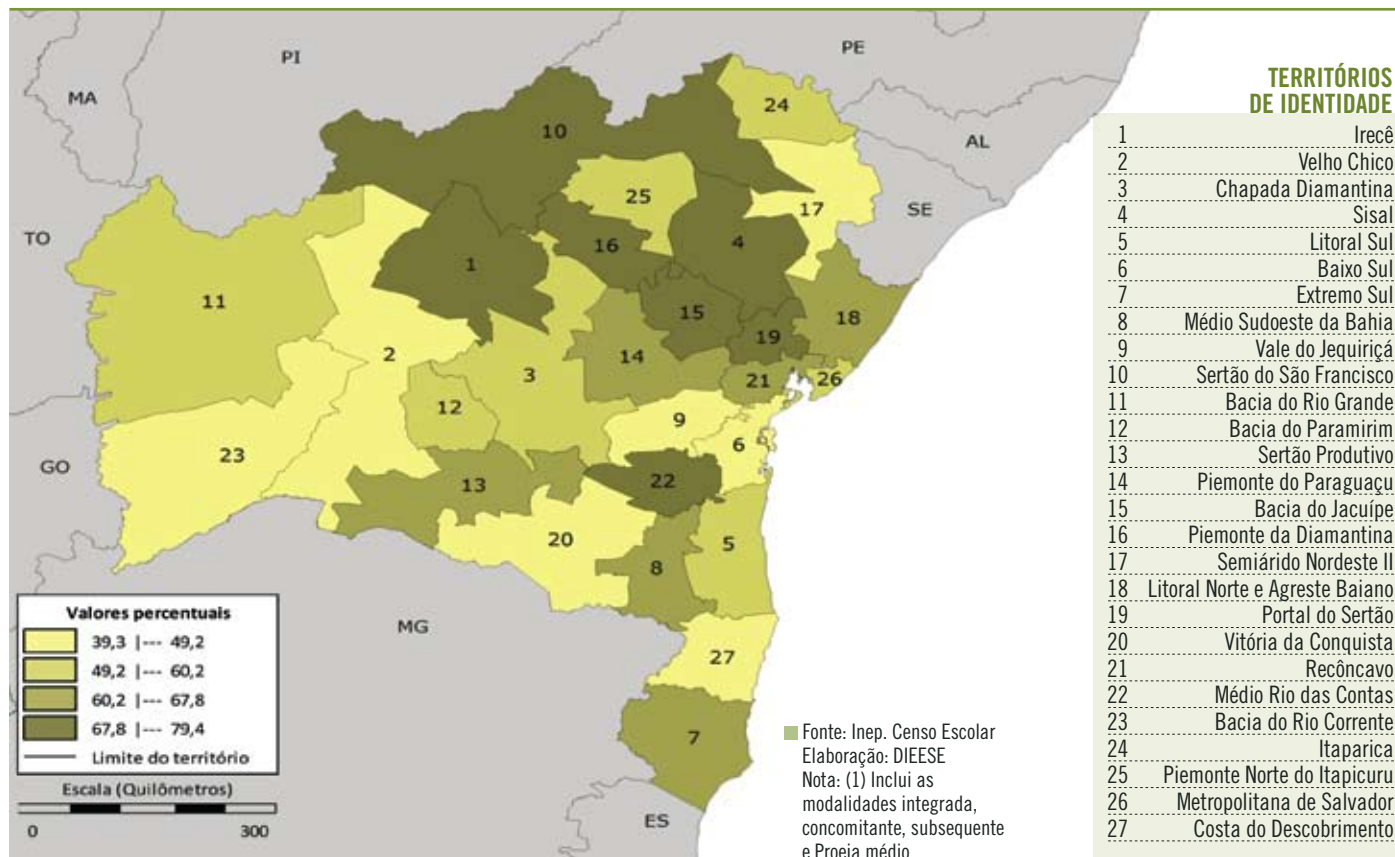 PI
PE
MA
AL
SE
TO
GO
MG
ES
10
24
25
17
16
4
1
11
15
18
19
2
14
3
21
26
12
9
6
23
13
22
20
5
8
27
7
Valores percentuais
39,3 |--- 49,2
49,2 |--- 60,2
60,2 |--- 67,8
67,8 |--- 79,4
Limite do território
Escala (Quilômetros)
0 300
Fonte: Inep. Censo Escolar
Elaboração: DIEESE
Nota: (1) Inclui as
modalidades integrada,
concomitante, subsequente
e Proeja médio
TERRITÓRIOS
DE IDENTIDADE
1 Irecê
2 Velho Chico
3 Chapada Diamantina
4 Sisal
5 Litoral Sul
6 Baixo Sul
7 Extremo Sul
8 Médio Sudoeste da Bahia
9 Vale do Jequiriçá
10 Sertão do São Francisco
11 Bacia do Rio Grande
12 Bacia do Paramirim
13 Sertão Produtivo
14 Piemonte do Paraguaçu
15 Bacia do Jacuípe
16 Piemonte da Diamantina
17 Semiárido Nordeste II
18 Litoral Norte e Agreste Baiano
19 Portal do Sertão
20 Vitória da Conquista
21 Recôncavo
22 Médio Rio das Contas
23 Bacia do Rio Corrente
24 Itaparica
25 Piemonte Norte do Itapicuru
26 Metropolitana de Salvador
27 Costa do Descobrimento